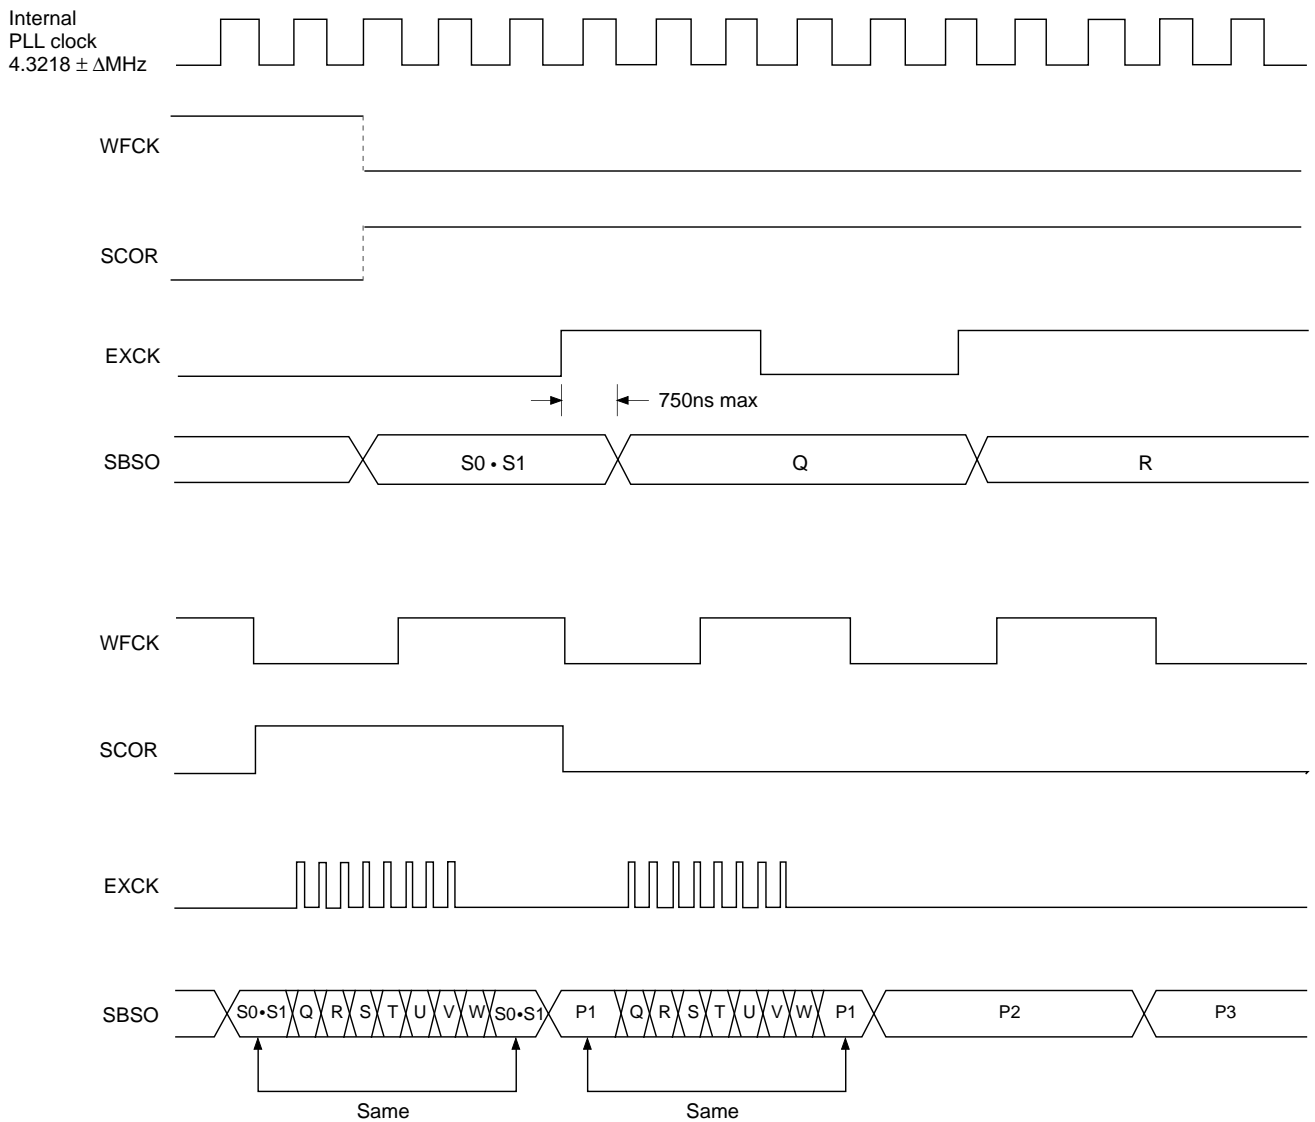 Internal
PLL clock
4.3218 ± ∆MHz
WFCK
SCOR
EXCK
750ns max
SBSO
S0 • S1
Q
R
WFCK
SCOR
EXCK
SBSO
S0•S1 Q R S T U V W S0•S1 P1 Q R S T U V W P1 P2 P3
Same
Same